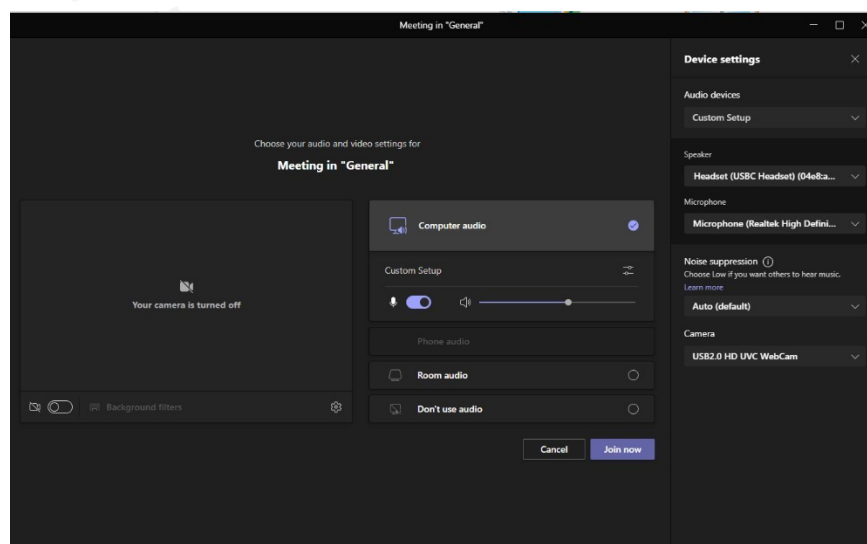 Meeting in "General"
Choose your audio and video settings for
Meeting in "General"
Your camera is turned off
Background filters
Computer audio
Custom Setup
Phone audio
Room audio
Don't use audio
Cancel
Join now
Device settings
Audio devices
Custom Setup
Speaker
Headset (USBC Headset) (04e8:a...
Microphone
Microphone (Realtek High Defini...
Noise suppression
Choose Low if you want others to hear music.
Learn more
Auto (default)
Camera
USB2.0 HD UVC WebCam